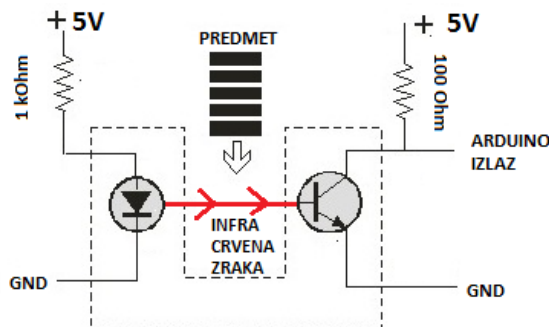 + 5V
1 kOhm
PREDMET
+ 5V
100 Ohm
ARDUINO
IZLAZ
INFRA
CRVENA
ZRAKA
GND
GND